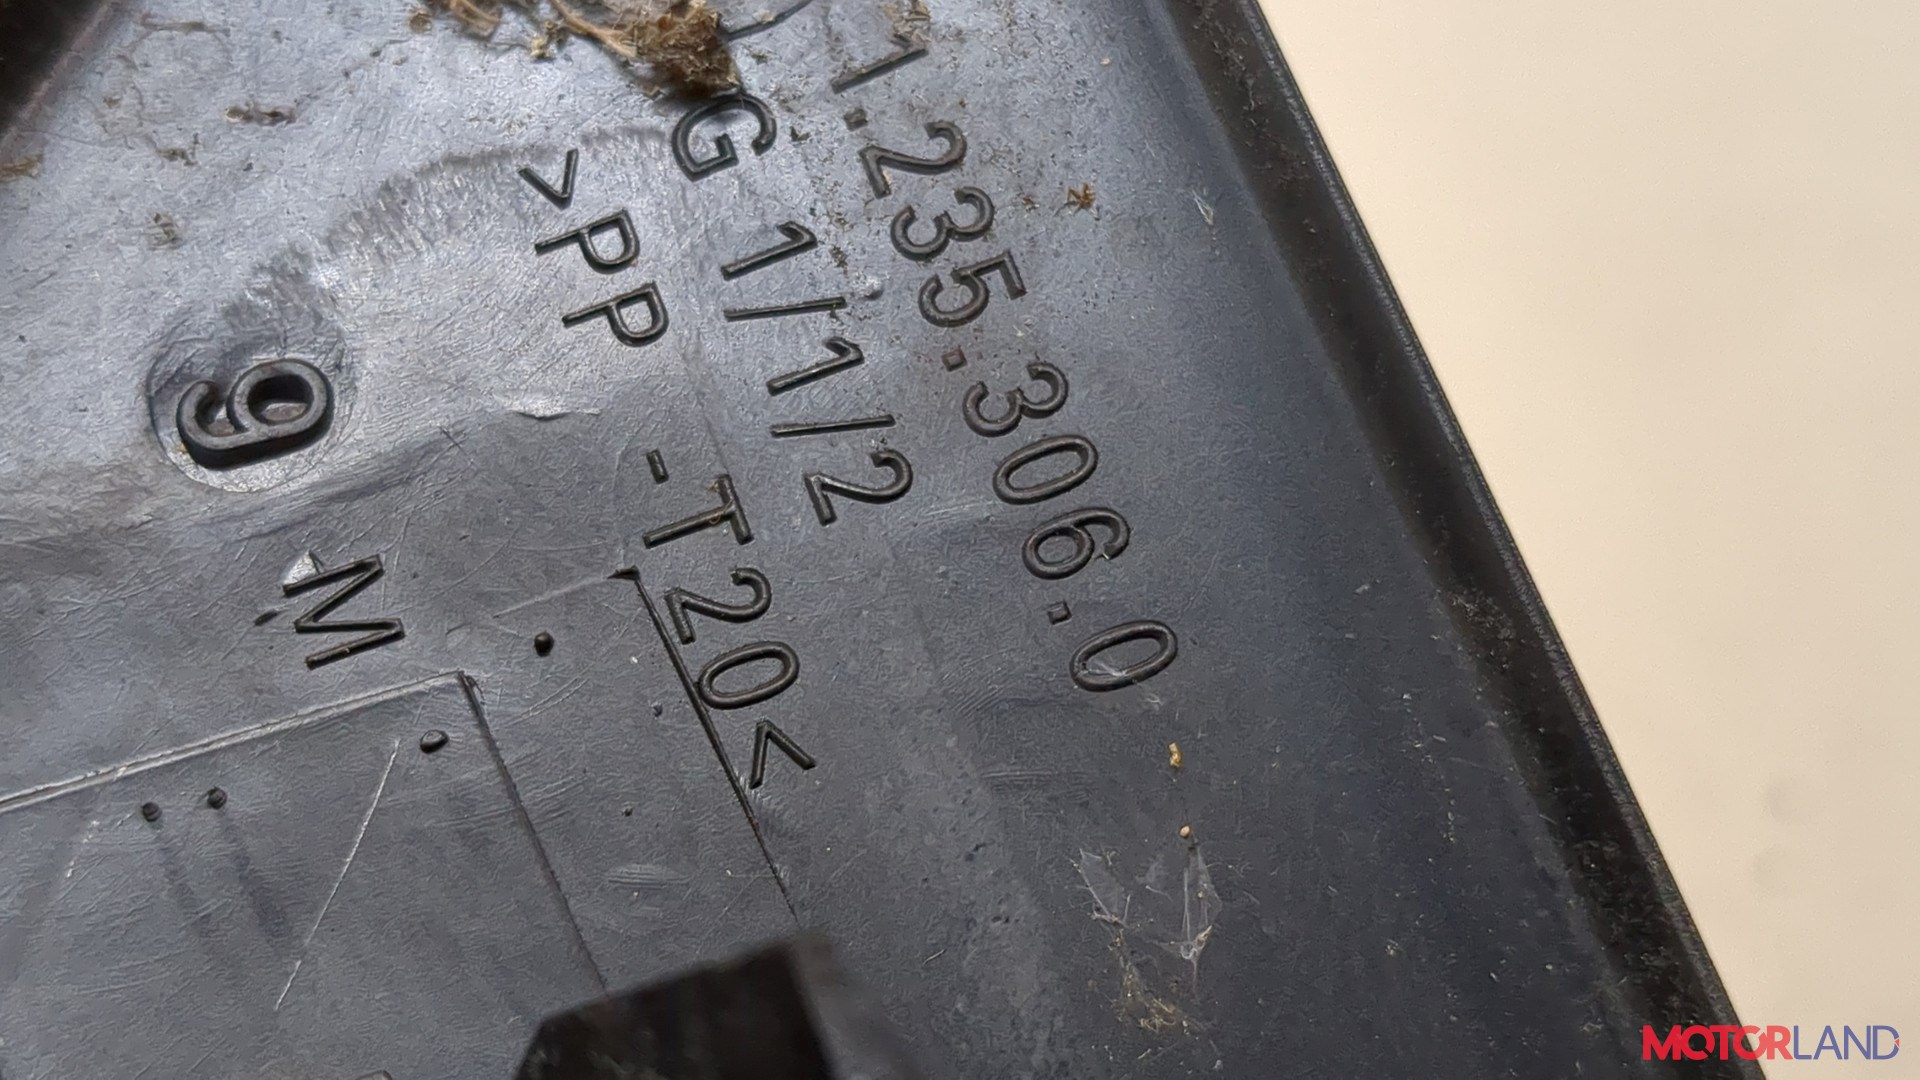 1.235.306.0
G 1/1/2
>PP -T20<
9
M
MOTORLAND